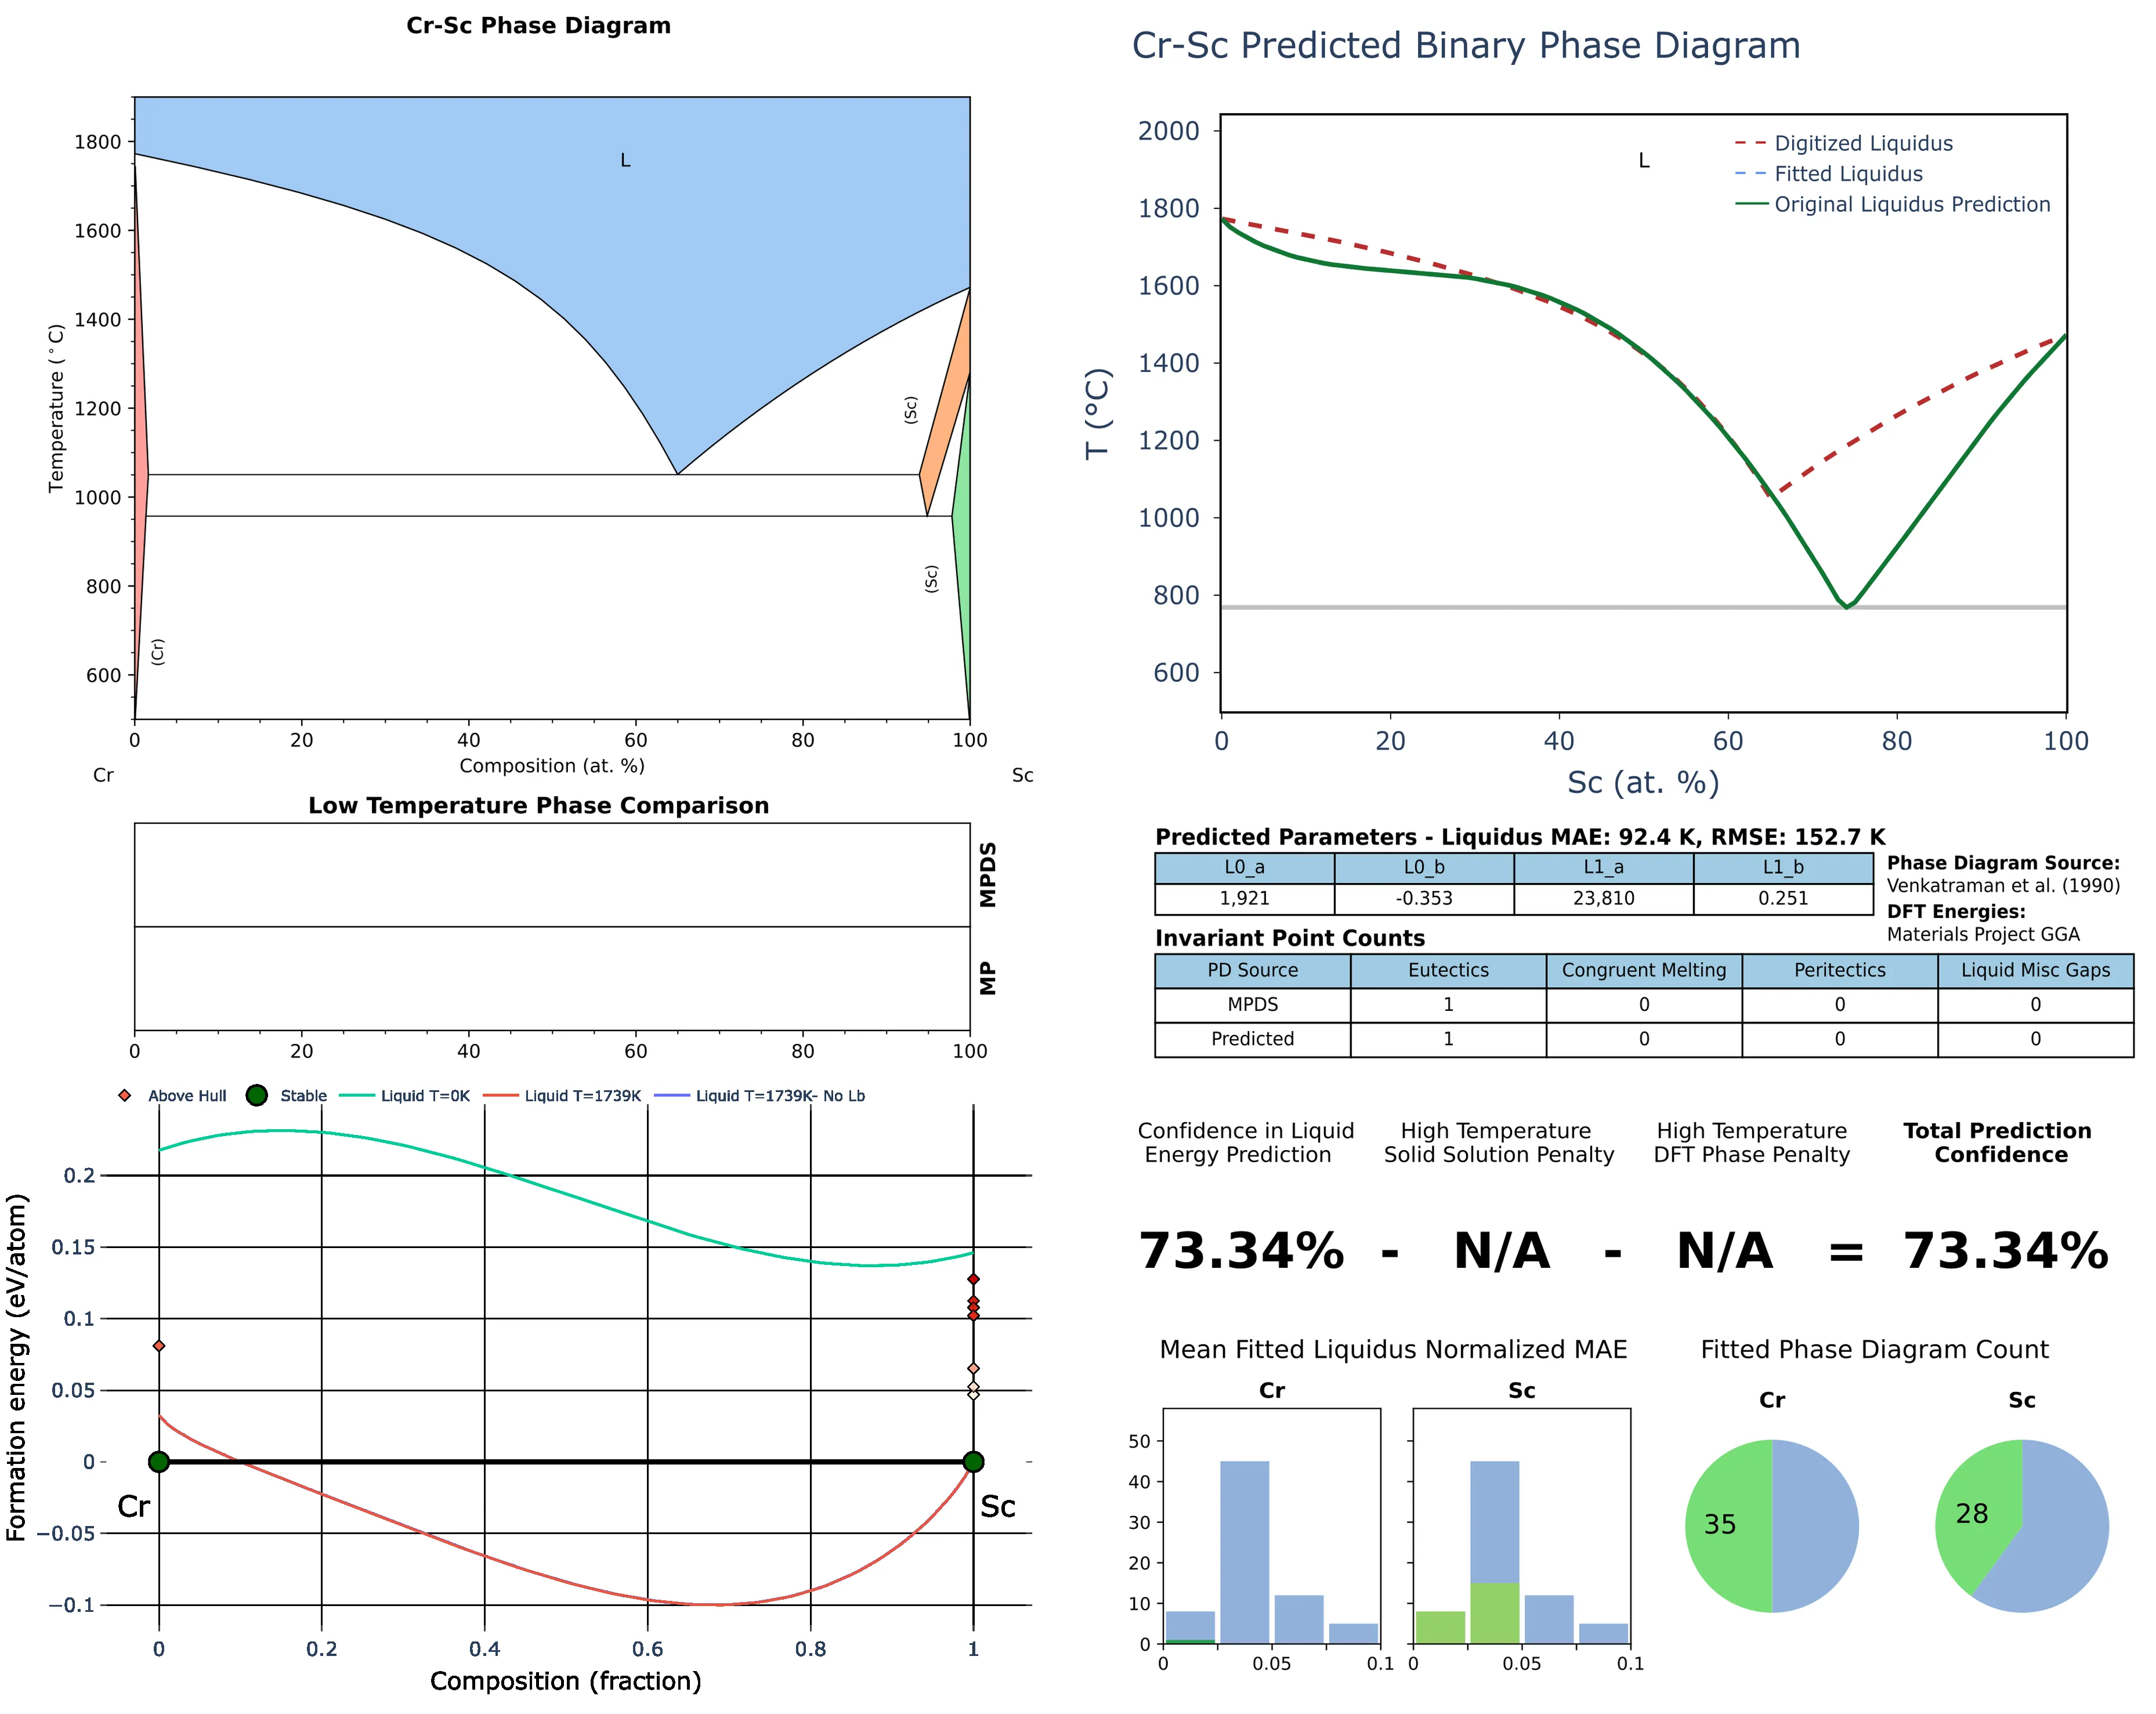 Cr-Sc Phase Diagram
L
(Sc)
(Sc)
(Cr)
Temperature (°C)
1800
1600
1400
1200
1000
800
600
0 20 40 60 80 100
Composition (at. %)
Cr Sc
Low Temperature Phase Comparison
MPDS
MP
0 20 40 60 80 100
Above Hull Stable Liquid T=0K Liquid T=1739K Liquid T=1739K- No Lb
Formation energy (eV/atom)
0.2
0.15
0.1
0.05
0
−0.05
−0.1
Cr Sc
0 0.2 0.4 0.6 0.8 1
Composition (fraction)
Cr-Sc Predicted Binary Phase Diagram
L
Digitized Liquidus
Fitted Liquidus
Original Liquidus Prediction
T (°C)
2000
1800
1600
1400
1200
1000
800
600
0 20 40 60 80 100
Sc (at. %)
Predicted Parameters - Liquidus MAE: 92.4 K, RMSE: 152.7 K
L0_a L0_b L1_a L1_b
1,921 -0.353 23,810 0.251
Phase Diagram Source:
Venkatraman et al. (1990)
DFT Energies:
Materials Project GGA
Invariant Point Counts
PD Source Eutectics Congruent Melting Peritectics Liquid Misc Gaps
MPDS 1 0 0 0
Predicted 1 0 0 0
Confidence in Liquid
Energy Prediction
High Temperature
Solid Solution Penalty
High Temperature
DFT Phase Penalty
Total Prediction
Confidence
73.34% - N/A - N/A = 73.34%
Mean Fitted Liquidus Normalized MAE
Cr Sc
50
40
30
20
10
0
0 0.05 0.1 0 0.05 0.1
Fitted Phase Diagram Count
Cr Sc
35 28